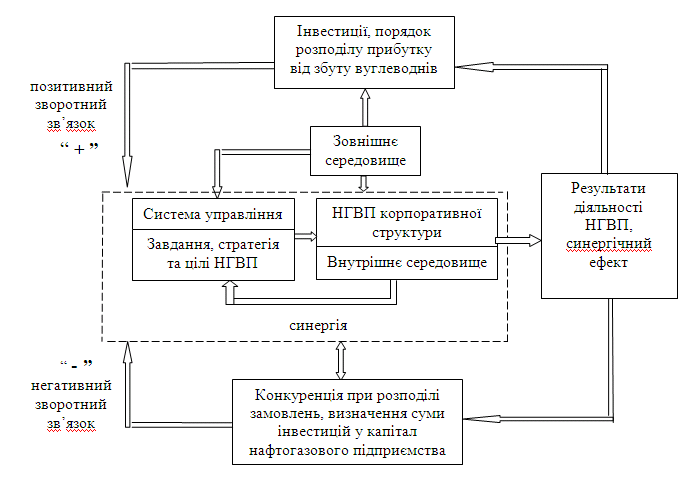 Інвестиції, порядок
розподілу прибутку
від збуту вуглеводнів
позитивний
зворотний
зв’язок
“ + ”
Зовнішнє
середовище
Система управління
Завдання, стратегія
та цілі НГВП
НГВП корпоративної
структури
Внутрішнє середовище
Результати
діяльності
НГВП,
синергічний
ефект
синергія
“ - ”
негативний
зворотний
зв’язок
Конкуренція при розподілі
замовлень, визначення суми
інвестицій у капітал
нафтогазового підприємства